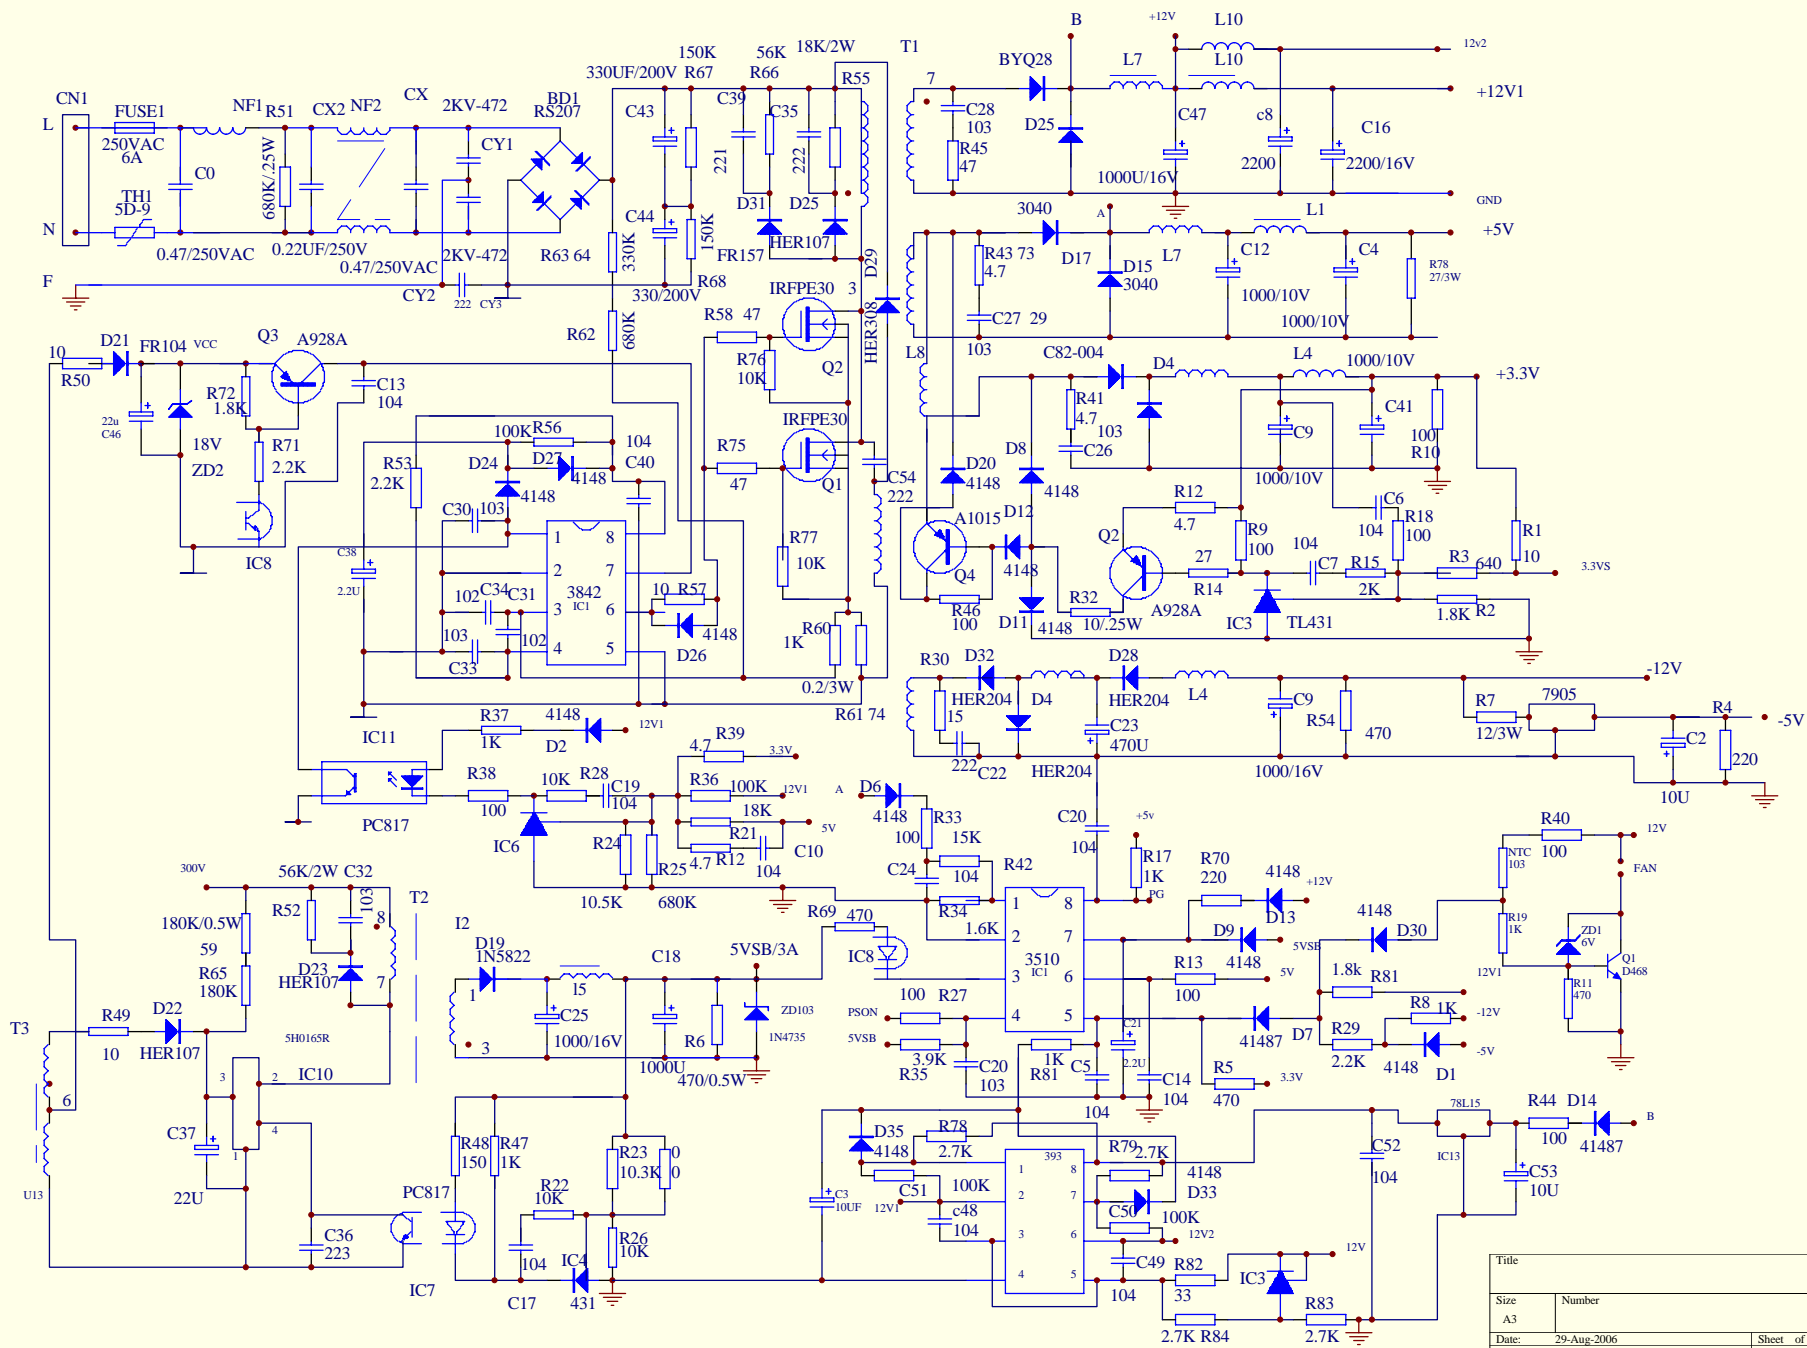 B
+12V
L10
12v2
T1
BYQ28
L7
L10
+12V1
7
CN1
FUSE1
NF1
R51
CX2
NF2
CX
2KV-472
BD1
RS207
330UF/200V
150K
R67
56K
R66
18K/2W
R55
C43
C39
C35
L
250VAC
6A
C0
680K/.25W
CY1
221
222
C28
103
R45
47
D25
C47
c8
C16
2200
2200/16V
1000U/16V
GND
TH1
5D-9
N
0.47/250VAC
0.22UF/250V
0.47/250VAC
2KV-472
R63 64
330K
C44
150K
D31
D25
FR157
HER107
D29
3040
A
L1
+5V
R43 73
4.7
D17
D15
3040
L7
C12
C4
R78
27/3W
F
CY2
222
CY3
330/200V
R68
IRFPE30
3
1000/10V
1000/10V
R62
680K
R58
47
R76
10K
Q2
HER308
C27
29
103
L8
C82-004
D4
L4
1000/10V
+3.3V
10
R50
D21
FR104
VCC
Q3
A928A
R72
1.8K
C13
104
22u
C46
18V
ZD2
R71
2.2K
IC8
R41
4.7
103
C26
C9
C41
100
R10
1000/10V
IRFPE30
R75
47
Q1
C54
222
100K
R56
104
R53
2.2K
D24
D27
4148
C40
4148
C30
103
D20
4148
D8
4148
R12
4.7
C6
104
R18
100
R1
10
A1015
D12
Q2
R9
100
104
C7
R15
2K
R3
640
3.3VS
C38
2.2U
1
8
2
7
3
6
4
5
3842
IC1
R77
10K
Q4
4148
27
R14
102
C34
C31
10
R57
103
102
C33
4148
D26
R60
1K
R46
100
D11
4148
R32
10/.25W
A928A
IC3
TL431
1.8K
R2
0.2/3W
R61 74
R30
D32
HER204
15
D4
D28
HER204
L4
C9
R54
470
-12V
R7
12/3W
7905
R4
-5V
C2
220
10U
C23
470U
222
C22
HER204
1000/16V
IC11
R37
1K
4148
D2
12V1
PC817
R38
100
10K
R28
C19
104
4.7
R39
3.3V
R36
100K
12V1
18K
R21
5V
4.7
R12
C10
104
IC6
R24
R25
10.5K
680K
A
D6
4148
R33
100
15K
C24
104
R42
R34
1.6K
C20
104
+5v
R17
1K
PG
R70
220
4148
+12V
D13
R40
100
12V
NTC
103
FAN
300V
56K/2W
C32
103
R52
180K/0.5W
59
R65
180K
D23
HER107
8
7
T2
I2
D19
1N5822
1
3
I5
C25
1000/16V
C18
1000U
5VSB/3A
R6
470/0.5W
ZD103
1N4735
R69
470
IC8
100
R27
PSON
5VSB
3.9K
R35
C20
103
1
8
2
7
3
6
4
5
3510
IC1
1K
R81
C5
104
C21
2.2U
C14
104
D9
4148
5VSB
R13
100
5V
41487
D7
R5
470
3.3V
4148
D30
1.8k
R81
12V1
R19
1K
ZD1
6V
R11
470
Q1
D468
R8
1K
-12V
R29
2.2K
4148
D1
-5V
T3
R49
10
D22
HER107
5H0165R
IC10
3
2
4
1
6
C37
22U
U13
C36
223
PC817
IC7
R48
150
R47
1K
R22
10K
104
C17
IC4
431
R23
10.3K
0
0
R26
10K
C3
10UF
D35
4148
R78
2.7K
C51
100K
12V1
c48
104
393
1
8
2
7
3
6
4
5
R79
2.7K
4148
D33
C50
100K
12V2
C49
104
R82
33
2.7K
R84
IC3
12V
R83
2.7K
C52
104
78L15
IC13
R44
100
D14
41487
B
C53
10U
Title
Size
Number
A3
Date:
29-Aug-2006
Sheet of